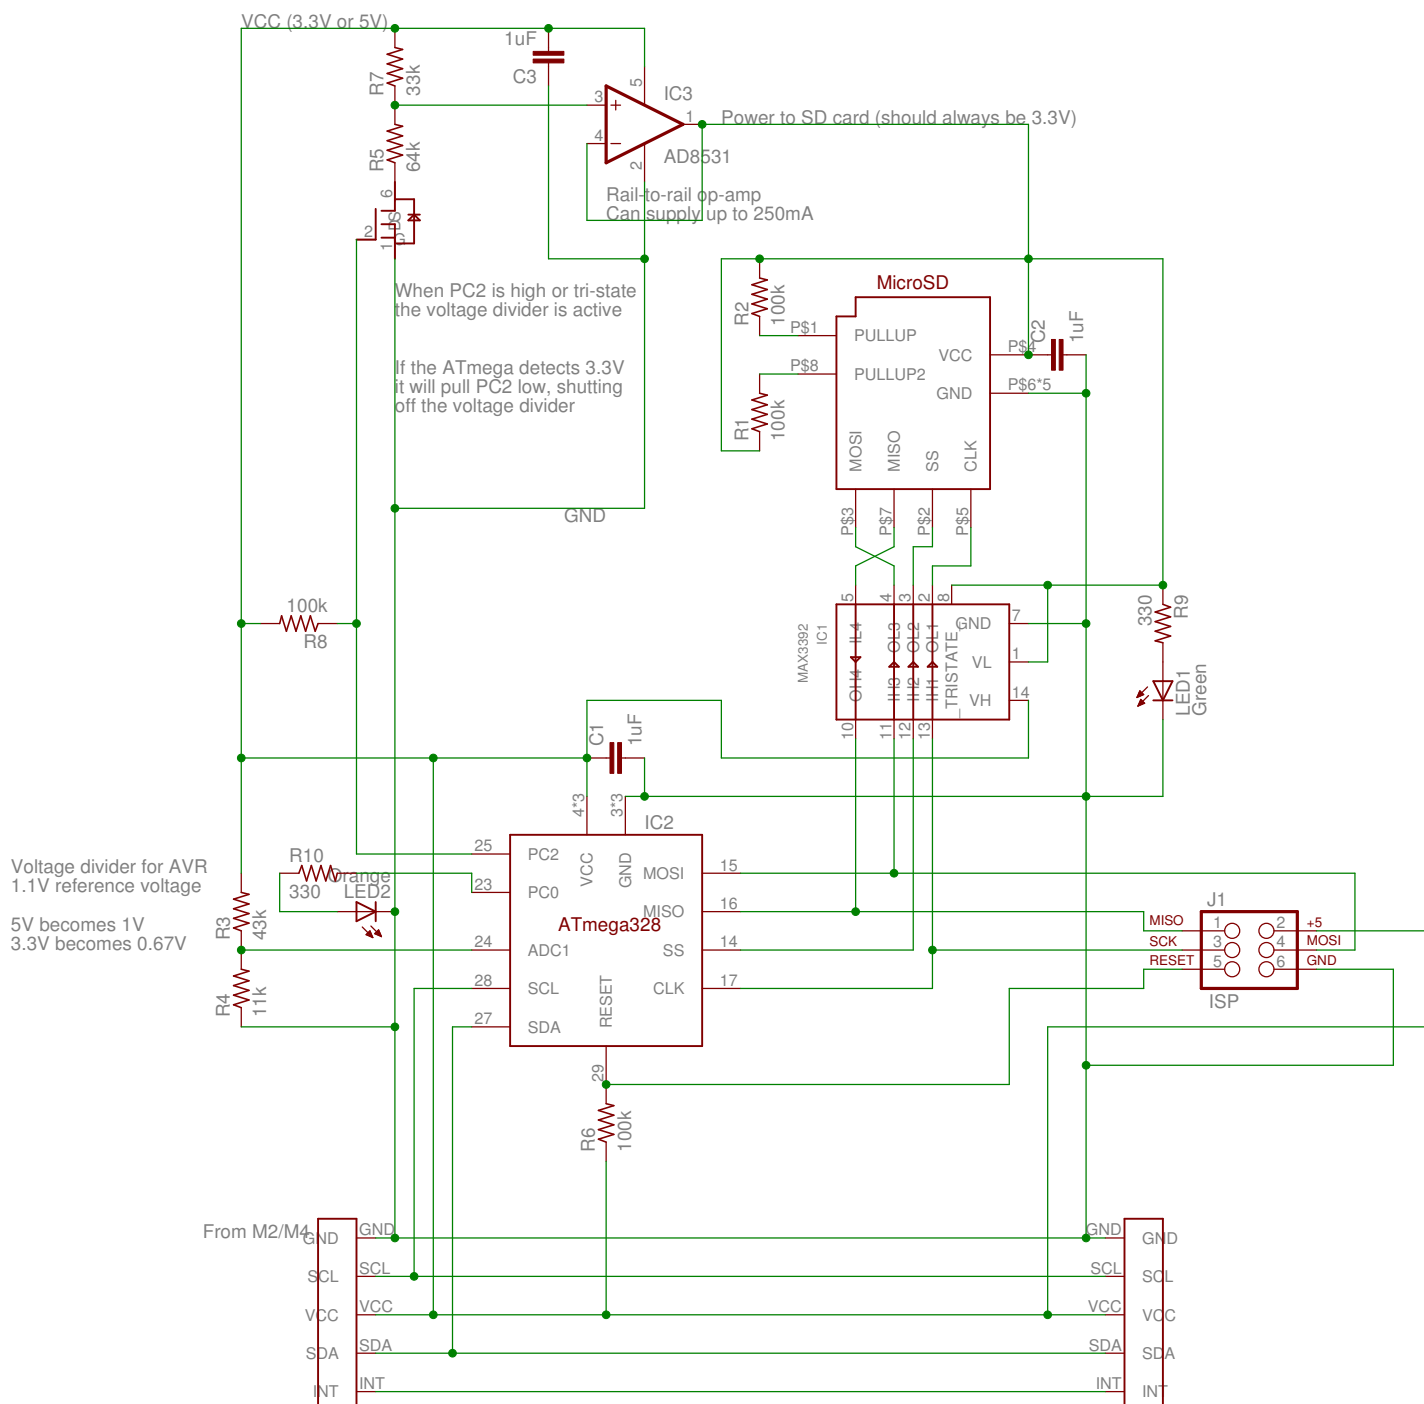 VCC (3.3V or 5V)
R7
33k
1uF
C3
5
IC3
3
+
1
4
−
2
AD8531
Power to SD card (should always be 3.3V)
R5
64k
Rail-to-rail op-amp
Can supply up to 250mA
6
2
1
When PC2 is high or tri-state
the voltage divider is active
If the ATmega detects 3.3V
it will pull PC2 low, shutting
off the voltage divider
GND
MicroSD
R2
100k
P$1
PULLUP
P$8
PULLUP2
R1
100k
VCC
P$4
C2
1uF
GND
P$6*5
MOSI
MISO
SS
CLK
P$3
P$7
P$2
P$5
100k
R8
MAX3392
IC1
5
4
3
2
8
IL4
OL3
OL2
OL1
OH4
IH3
IH2
IH1
_TRISTATE_
GND
7
VL
1
VH
14
10
11
12
13
330
R9
LED1
Green
C1
1uF
4*3
3*3
IC2
Voltage divider for AVR
1.1V reference voltage
5V becomes 1V
3.3V becomes 0.67V
R10
330
Orange
LED2
R3
43k
R4
11k
25
PC2
23
PC0
24
ADC1
28
SCL
27
SDA
VCC
GND
ATmega328
MOSI
15
MISO
16
SS
14
CLK
17
RESET
29
R6
100k
J1
MISO
1
2
+5
SCK
3
4
MOSI
RESET
5
6
GND
ISP
From M2/M4
GND
GND
GND
GND
SCL
SCL
SCL
SCL
VCC
VCC
VCC
VCC
SDA
SDA
SDA
SDA
INT
INT
INT
INT